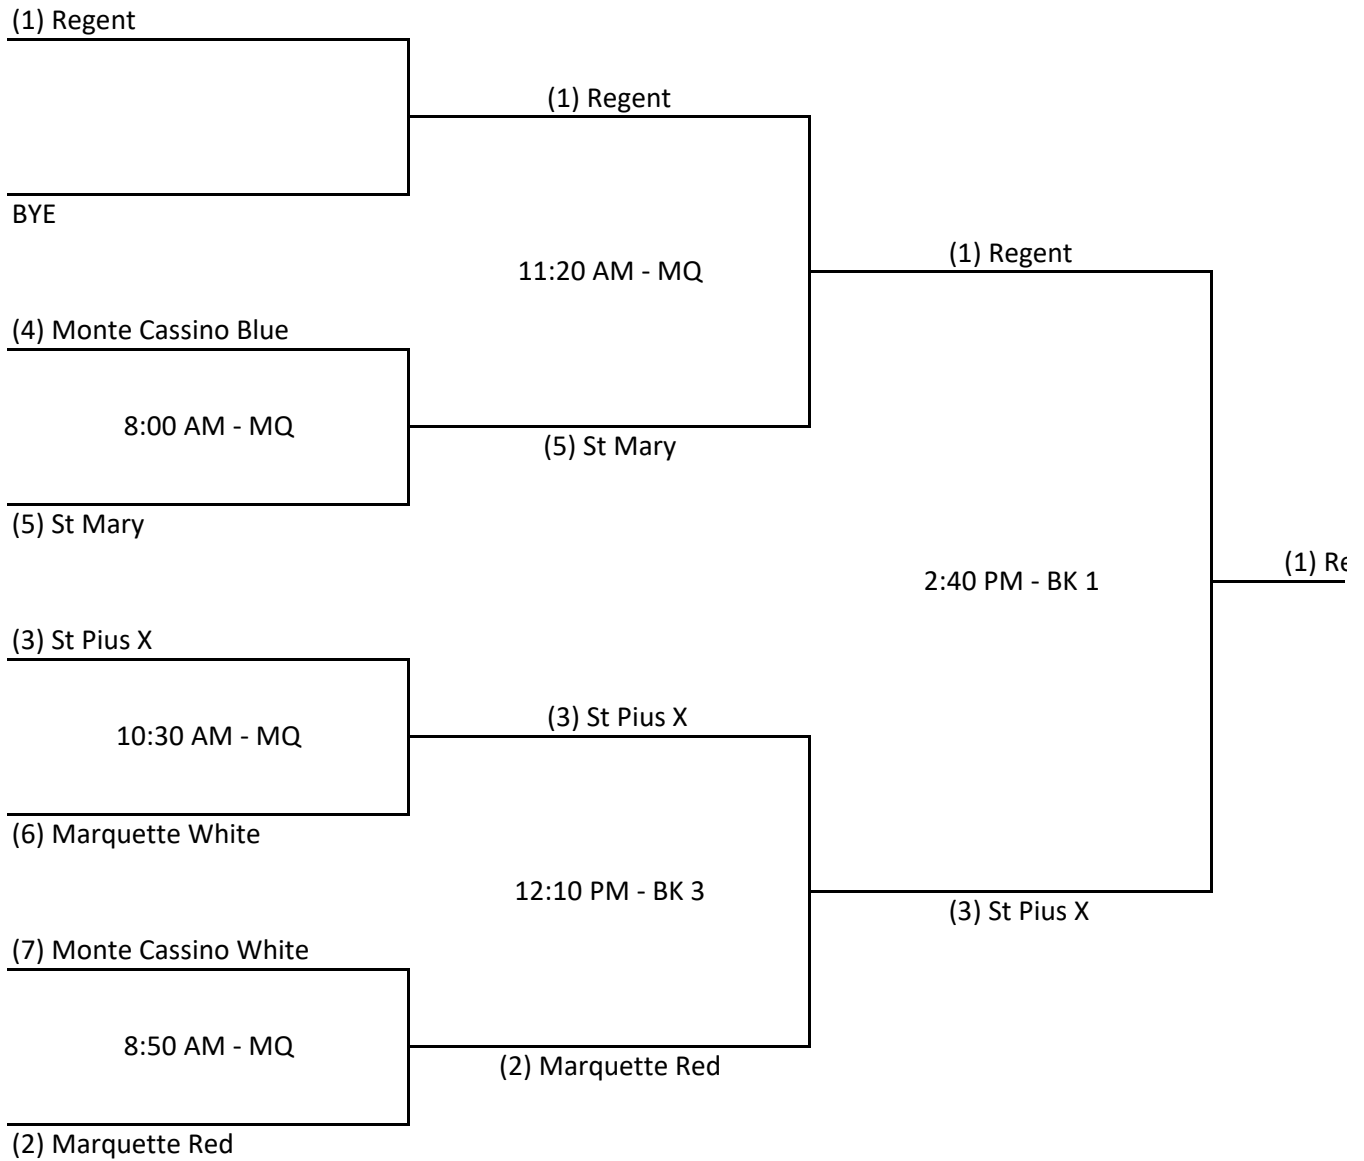 (1) Regent
(1) Regent
BYE
(1) Regent
11:20 AM - MQ
(4) Monte Cassino Blue
8:00 AM - MQ
(5) St Mary
(5) St Mary
(1) Re
2:40 PM - BK 1
(3) St Pius X
(3) St Pius X
10:30 AM - MQ
(6) Marquette White
12:10 PM - BK 3
(3) St Pius X
(7) Monte Cassino White
8:50 AM - MQ
(2) Marquette Red
(2) Marquette Red